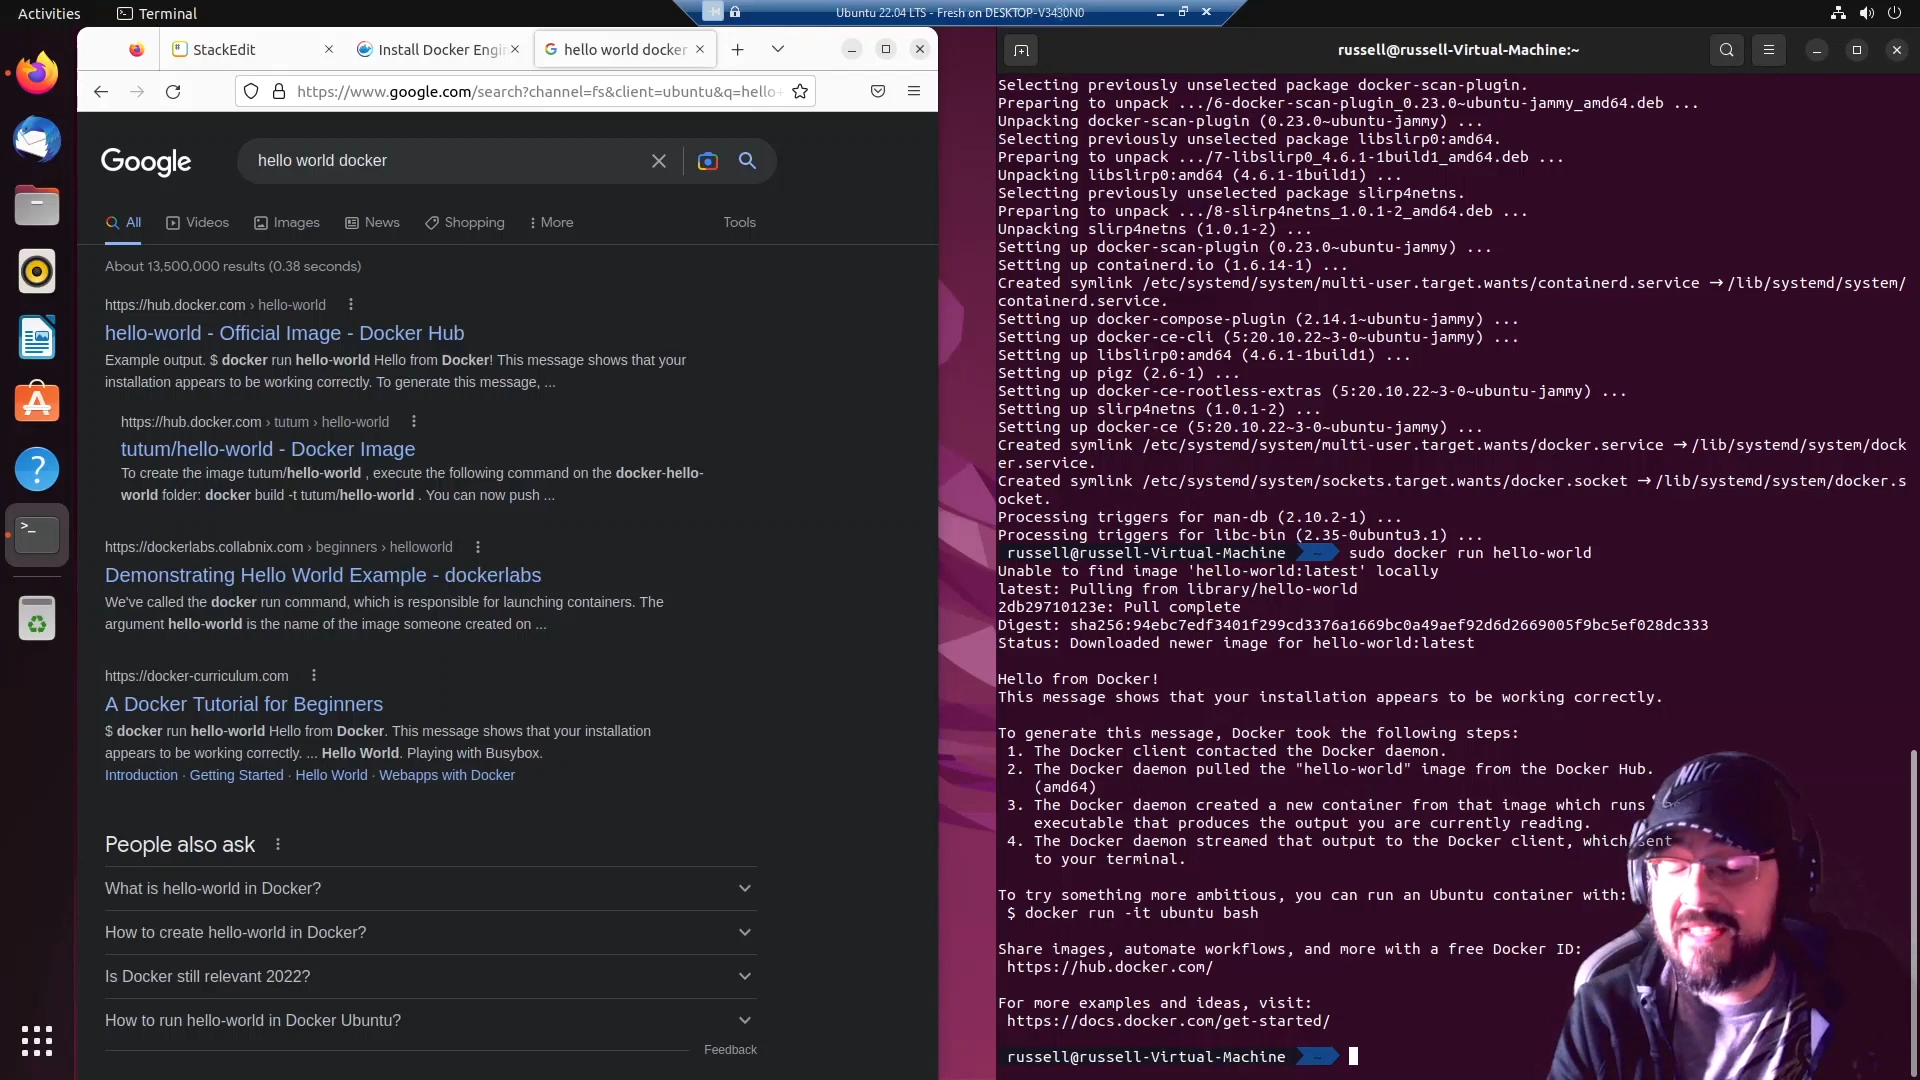 Activities
Terminal
Ubuntu 22.04 LTS - Fresh on DESKTOP-V3430N0
StackEdit
Install Docker Engin
hello world docker
https://www.google.com/search?channel=fs&client=ubuntu&q=hello+
Google
hello world docker
All
Videos
Images
News
Shopping
More
Tools
About 13,500,000 results (0.38 seconds)
https://hub.docker.com › hello-world
hello-world - Official Image - Docker Hub
Example output. $ docker run hello-world Hello from Docker! This message shows that your
installation appears to be working correctly. To generate this message, ...
https://hub.docker.com › tutum › hello-world
tutum/hello-world - Docker Image
To create the image tutum/hello-world , execute the following command on the docker-hello-
world folder: docker build -t tutum/hello-world . You can now push ...
https://dockerlabs.collabnix.com › beginners › helloworld
Demonstrating Hello World Example - dockerlabs
We've called the docker run command, which is responsible for launching containers. The
argument hello-world is the name of the image someone created on ...
https://docker-curriculum.com
A Docker Tutorial for Beginners
$ docker run hello-world Hello from Docker. This message shows that your installation
appears to be working correctly. ... Hello World. Playing with Busybox.
Introduction · Getting Started · Hello World · Webapps with Docker
People also ask
What is hello-world in Docker?
How to create hello-world in Docker?
Is Docker still relevant 2022?
How to run hello-world in Docker Ubuntu?
Feedback
russell@russell-Virtual-Machine:~
Selecting previously unselected package docker-scan-plugin.
Preparing to unpack .../6-docker-scan-plugin_0.23.0~ubuntu-jammy_amd64.deb ...
Unpacking docker-scan-plugin (0.23.0~ubuntu-jammy) ...
Selecting previously unselected package libslirp0:amd64.
Preparing to unpack .../7-libslirp0_4.6.1-1build1_amd64.deb ...
Unpacking libslirp0:amd64 (4.6.1-1build1) ...
Selecting previously unselected package slirp4netns.
Preparing to unpack .../8-slirp4netns_1.0.1-2_amd64.deb ...
Unpacking slirp4netns (1.0.1-2) ...
Setting up docker-scan-plugin (0.23.0~ubuntu-jammy) ...
Setting up containerd.io (1.6.14-1) ...
Created symlink /etc/systemd/system/multi-user.target.wants/containerd.service → /lib/systemd/system/
containerd.service.
Setting up docker-compose-plugin (2.14.1~ubuntu-jammy) ...
Setting up docker-ce-cli (5:20.10.22~3-0~ubuntu-jammy) ...
Setting up libslirp0:amd64 (4.6.1-1build1) ...
Setting up pigz (2.6-1) ...
Setting up docker-ce-rootless-extras (5:20.10.22~3-0~ubuntu-jammy) ...
Setting up slirp4netns (1.0.1-2) ...
Setting up docker-ce (5:20.10.22~3-0~ubuntu-jammy) ...
Created symlink /etc/systemd/system/multi-user.target.wants/docker.service → /lib/systemd/system/dock
er.service.
Created symlink /etc/systemd/system/sockets.target.wants/docker.socket → /lib/systemd/system/docker.s
ocket.
Processing triggers for man-db (2.10.2-1) ...
Processing triggers for libc-bin (2.35-0ubuntu3.1) ...
russell@russell-Virtual-Machine ~ sudo docker run hello-world
Unable to find image 'hello-world:latest' locally
latest: Pulling from library/hello-world
2db29710123e: Pull complete
Digest: sha256:94ebc7edf3401f299cd3376a1669bc0a49aef92d6d2669005f9bc5ef028dc333
Status: Downloaded newer image for hello-world:latest
Hello from Docker!
This message shows that your installation appears to be working correctly.
To generate this message, Docker took the following steps:
1. The Docker client contacted the Docker daemon.
2. The Docker daemon pulled the "hello-world" image from the Docker Hub.
(amd64)
3. The Docker daemon created a new container from that image which runs
executable that produces the output you are currently reading.
4. The Docker daemon streamed that output to the Docker client, which sent
to your terminal.
To try something more ambitious, you can run an Ubuntu container with:
$ docker run -it ubuntu bash
Share images, automate workflows, and more with a free Docker ID:
https://hub.docker.com/
For more examples and ideas, visit:
https://docs.docker.com/get-started/
russell@russell-Virtual-Machine ~